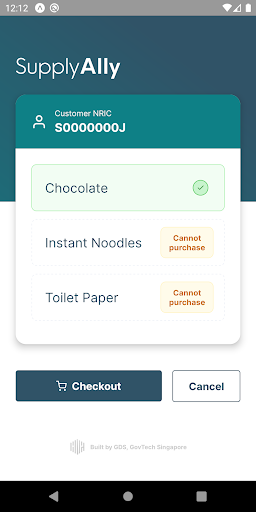 12:12
SupplyAlly
Customer NRIC
S0000000J
Chocolate
Instant Noodles
Cannot
purchase
Toilet Paper
Cannot
purchase
Checkout
Cancel
Built by GDS, GovTech Singapore